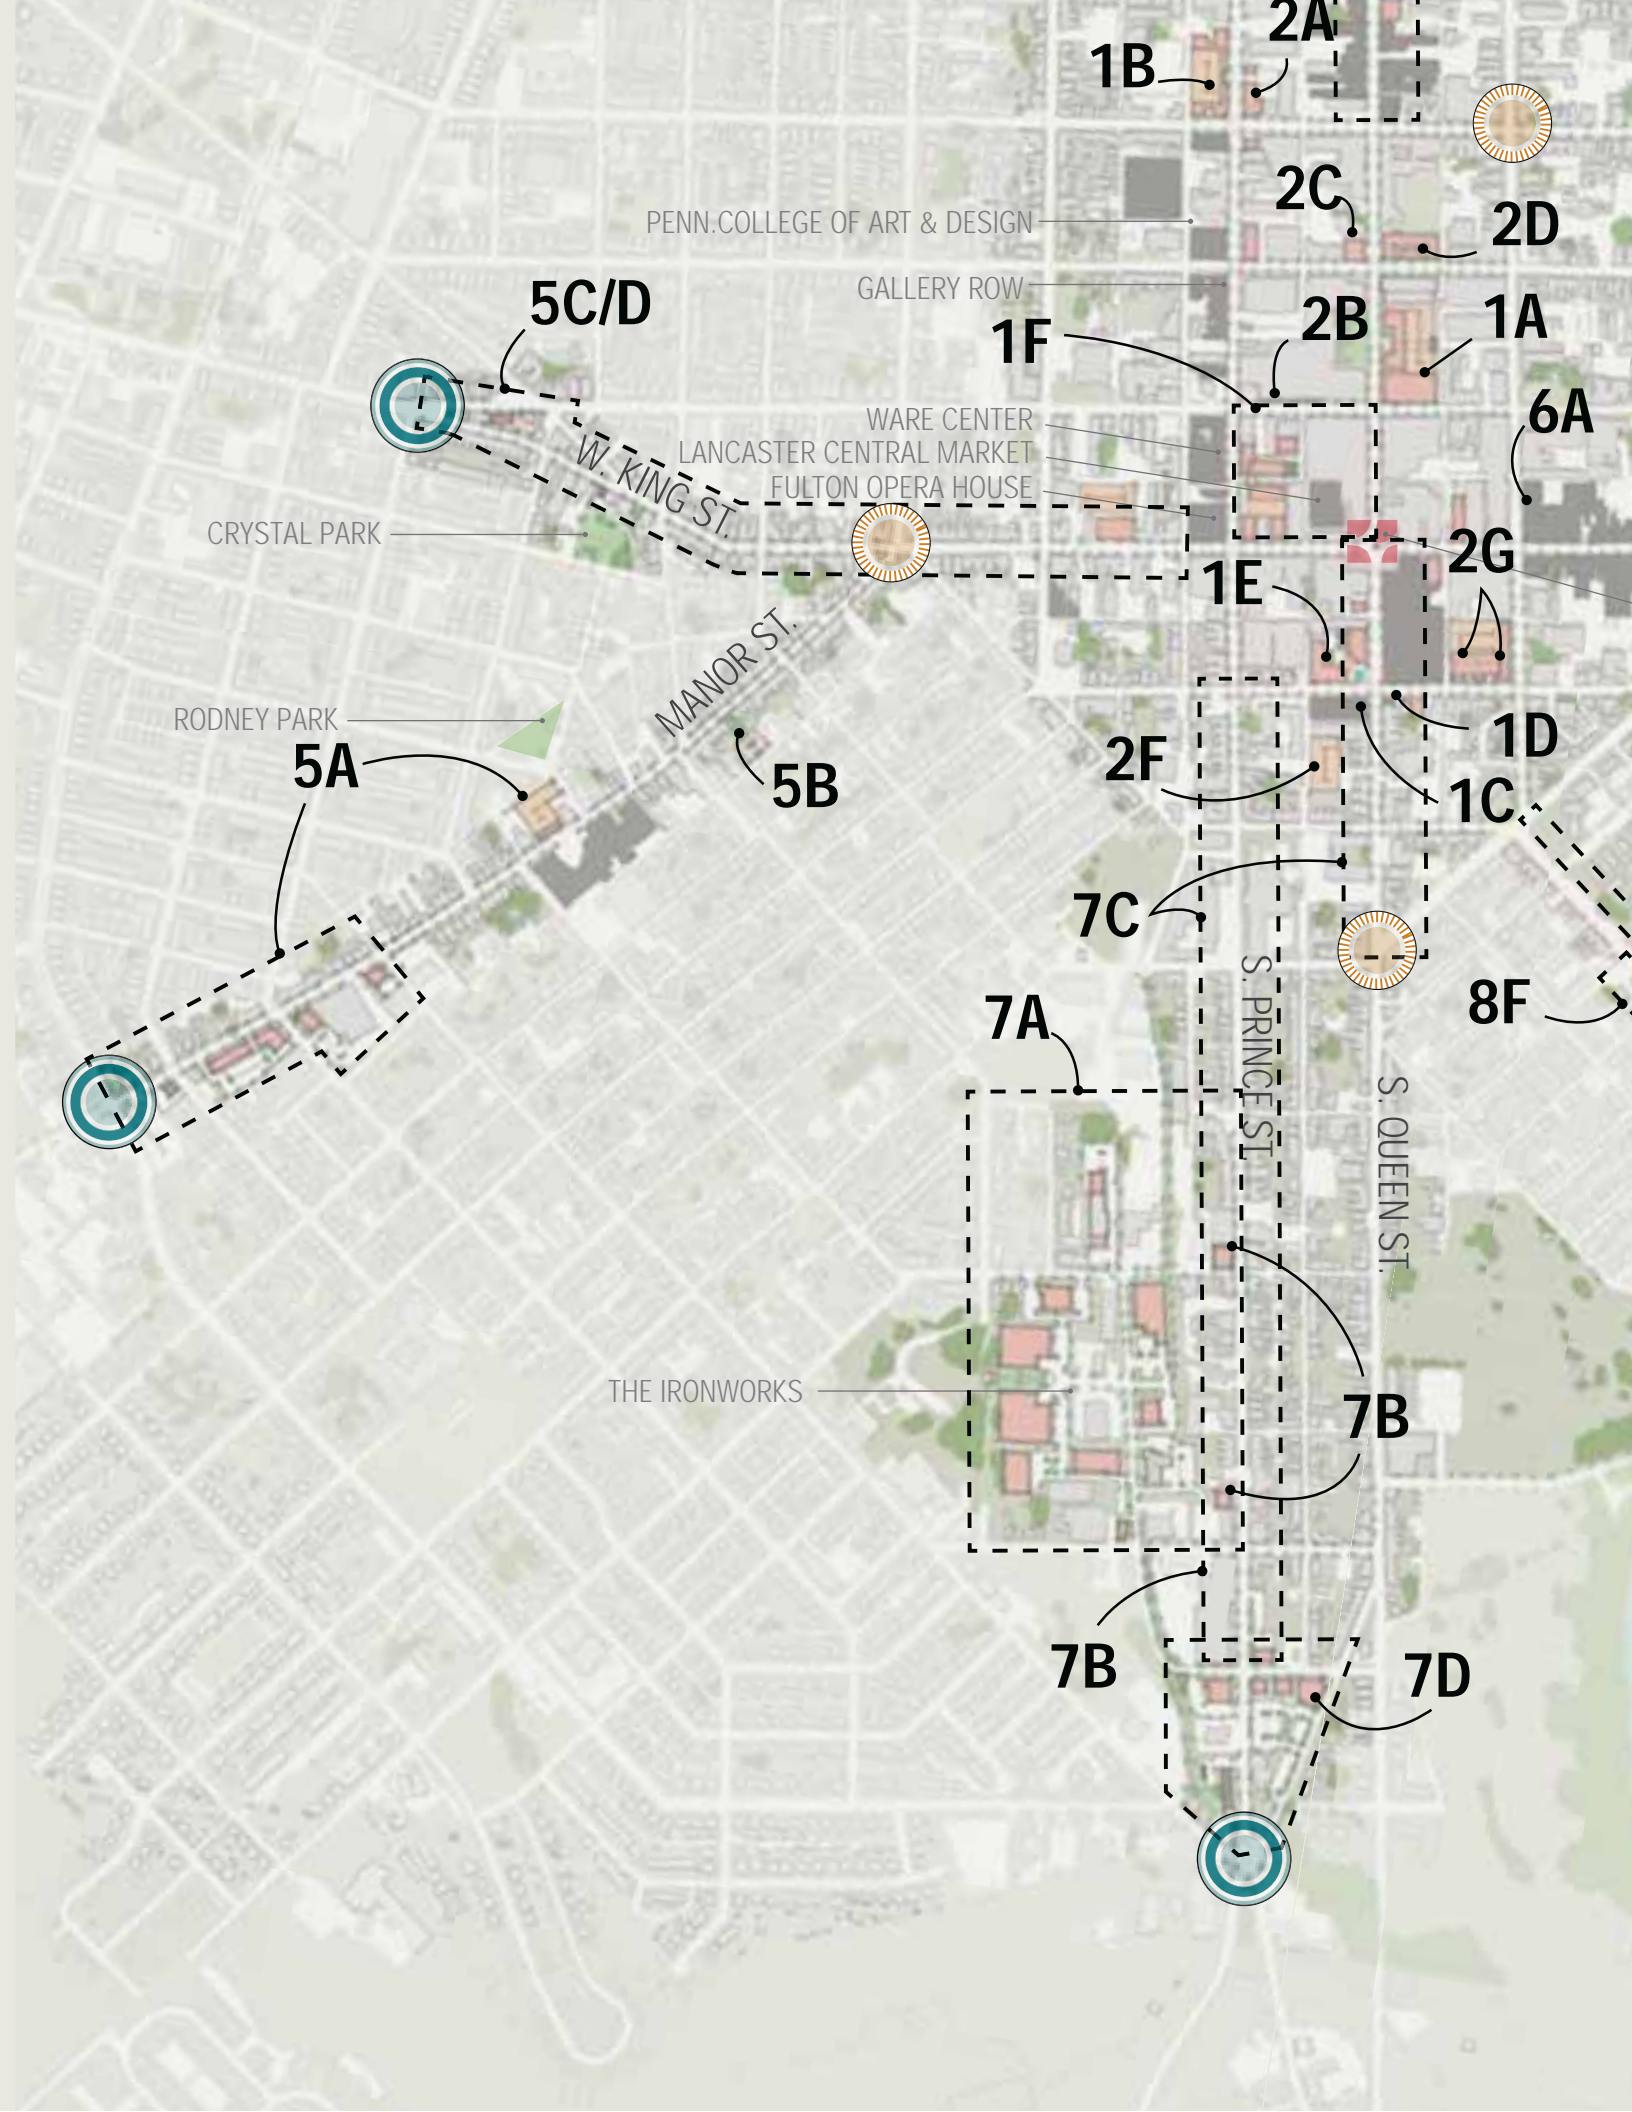 2A
1B
2C
2D
PENN.COLLEGE OF ART & DESIGN
GALLERY ROW
5C/D
1F
2B
1A
6A
WARE CENTER
LANCASTER CENTRAL MARKET
FULTON OPERA HOUSE
W. KING ST.
CRYSTAL PARK
2G
1E
MANOR ST.
RODNEY PARK
5A
5B
2F
1D
1C
7C
S. PRINCE ST.
8F
7A
S. QUEEN ST.
THE IRONWORKS
7B
7B
7D